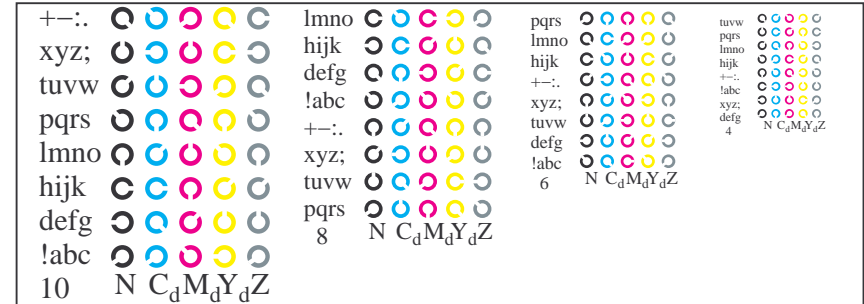 +−:.
xyz;
tuvw
pqrs
lmno
hijk
defg
!abc
10 N CdMdYdZ
lmno
hijk
defg
!abc
+−:.
xyz;
tuvw
pqrs
8 N CdMdYdZ
pqrs
lmno
hijk
+−:.
xyz;
tuvw
defg
!abc
6 N CdMdYdZ
tuvw
pqrs
lmno
hijk
+−:.
!abc
xyz;
defg
4 N CdMdYdZ